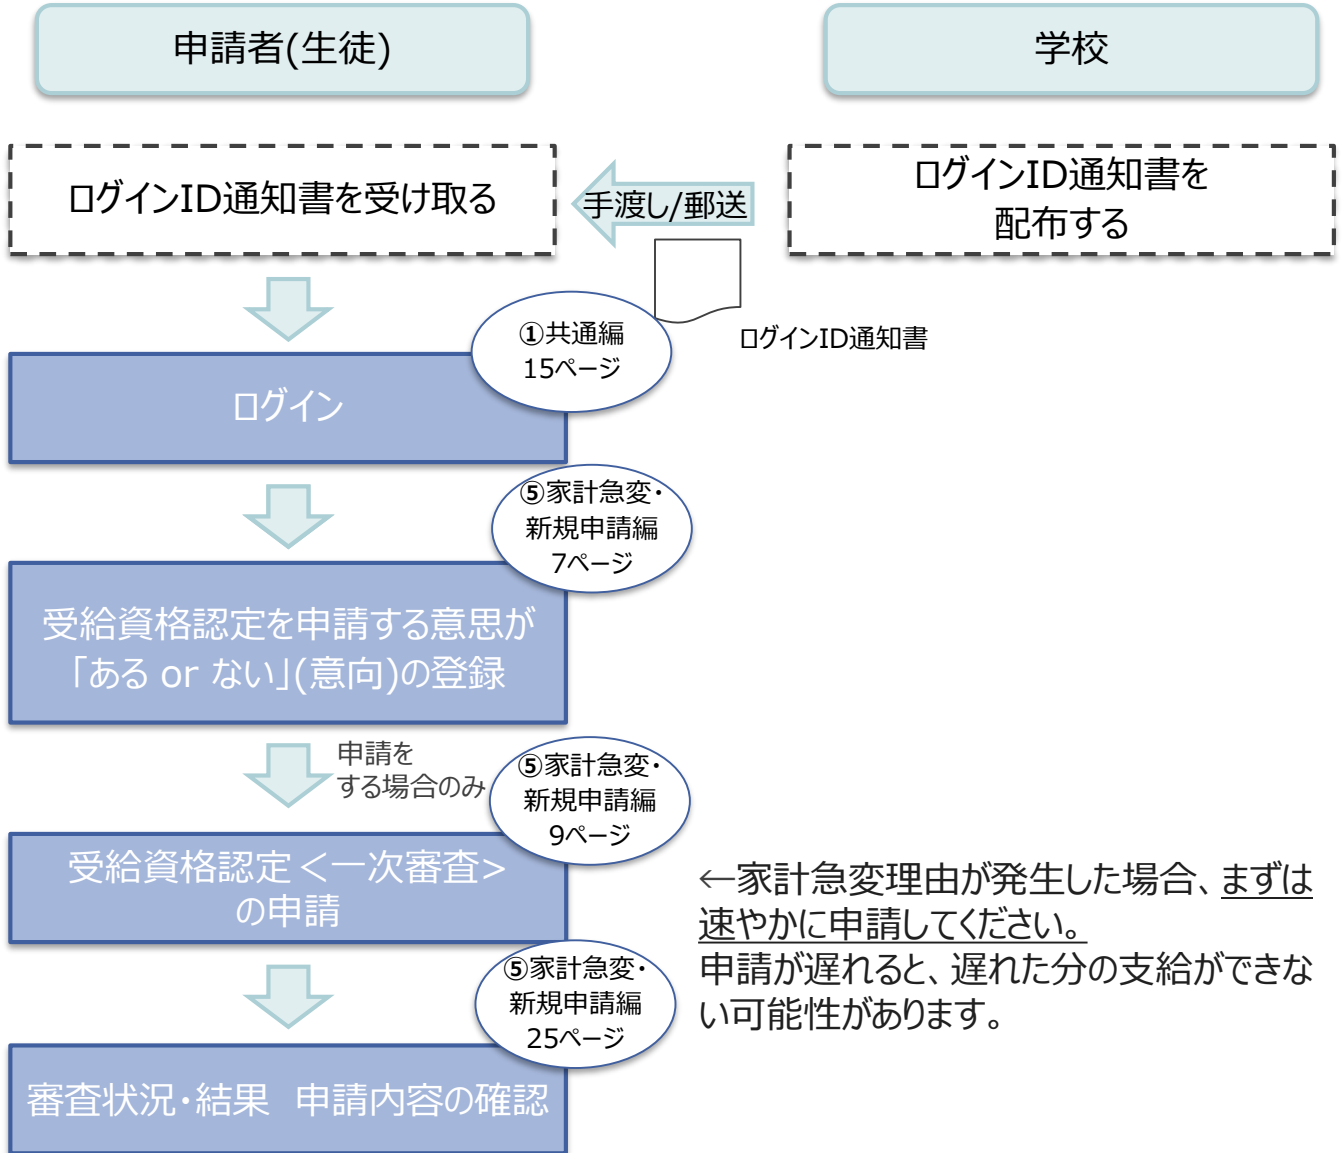 申請者(生徒)
学校
ログインID通知書を受け取る
手渡し/郵送
ログインID通知書を
配布する
ログインID通知書
①共通編
15ページ
ログイン
⑤家計急変・
新規申請編
7ページ
受給資格認定を申請する意思が
「ある or ない」(意向)の登録
申請を
する場合のみ
⑤家計急変・
新規申請編
9ページ
受給資格認定＜一次審査>
の申請
←家計急変理由が発生した場合、まずは
速やかに申請してください。
申請が遅れると、遅れた分の支給ができな
い可能性があります。
⑤家計急変・
新規申請編
25ページ
審査状況・結果　申請内容の確認